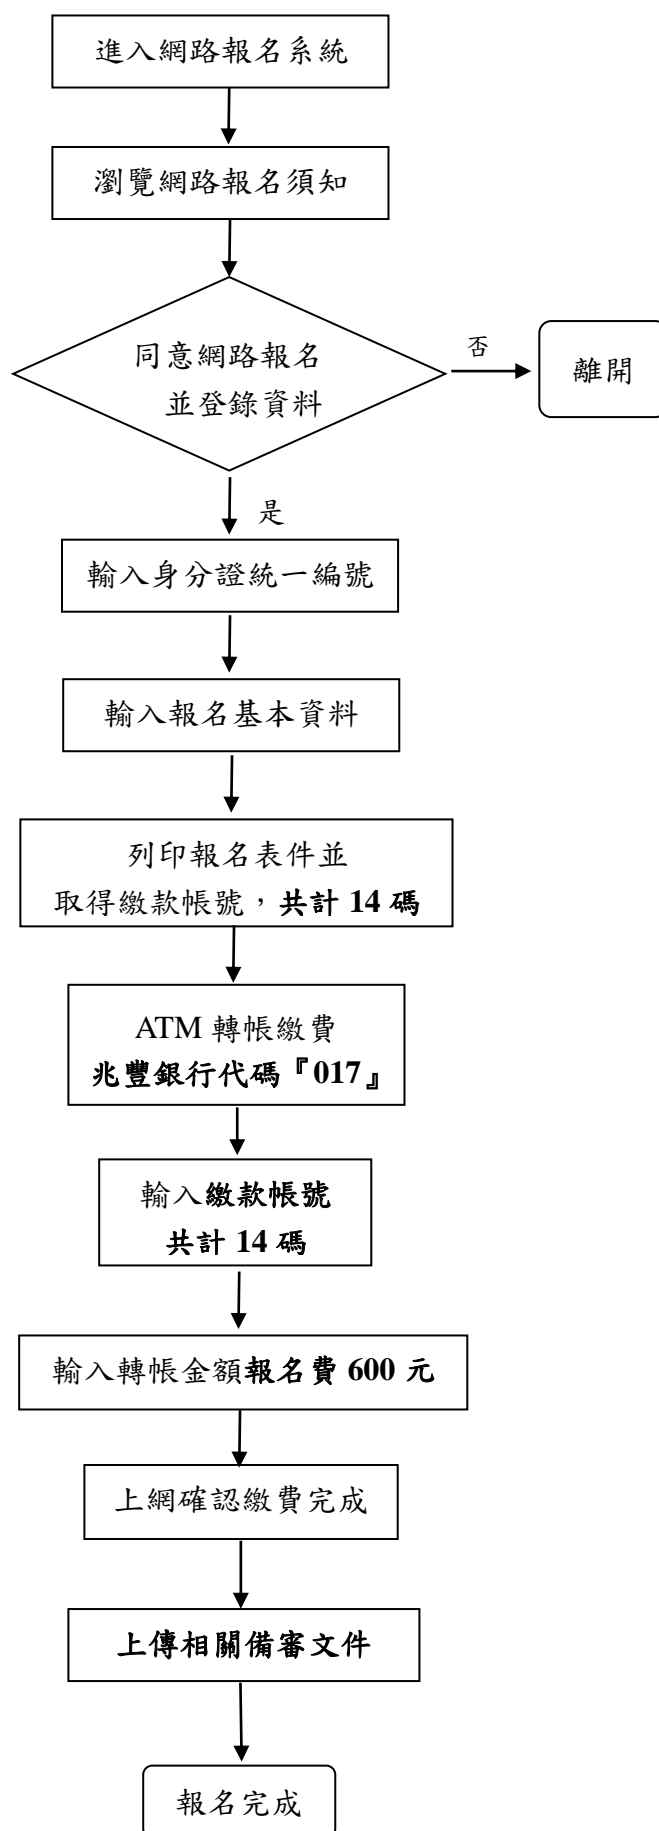 進入網路報名系統
瀏覽網路報名須知
同意網路報名
並登錄資料
否
離開
是
輸入身分證統一編號
輸入報名基本資料
列印報名表件並
取得繳款帳號，共計 14 碼
ATM 轉帳繳費
兆豐銀行代碼『017』
輸入繳款帳號
共計 14 碼
輸入轉帳金額報名費 600 元
上網確認繳費完成
上傳相關備審文件
報名完成